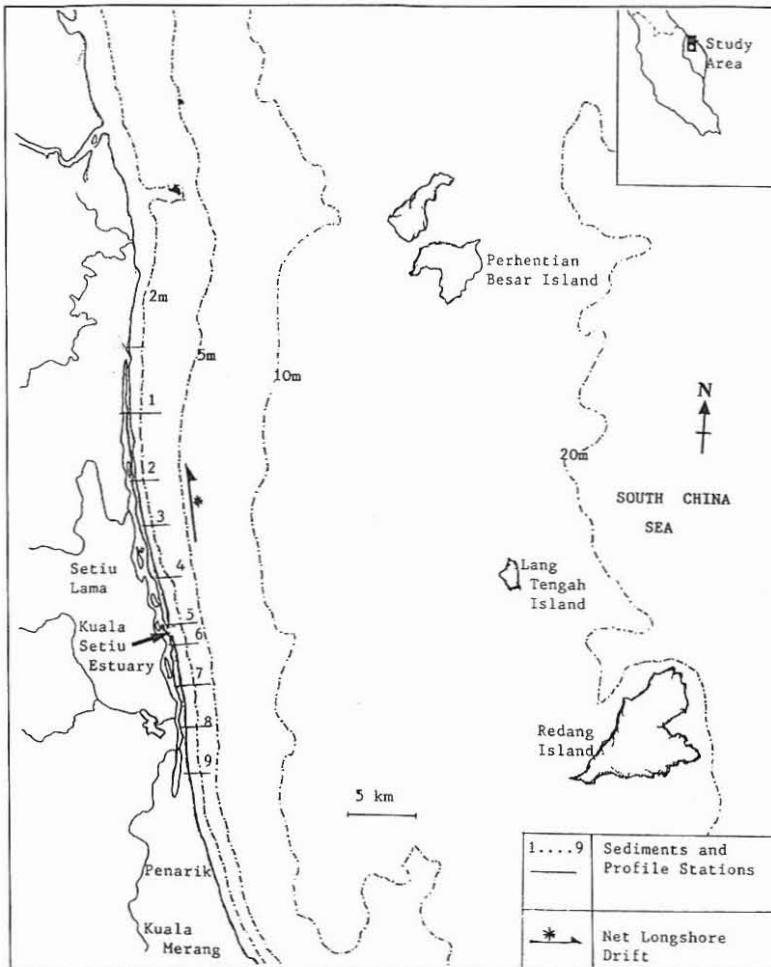 Study
Area
Perhentian
Besar Island
2m
5m
10m
20m
N
SOUTH CHINA
SEA
1
2
3
4
5
6
7
8
9
Setiu
Lama
Kuala
Setiu
Estuary
Lang
Tengah
Island
Redang
Island
5 km
Penarik
Kuala
Merang
1....9 Sediments and
Profile Stations
* Net Longshore
Drift